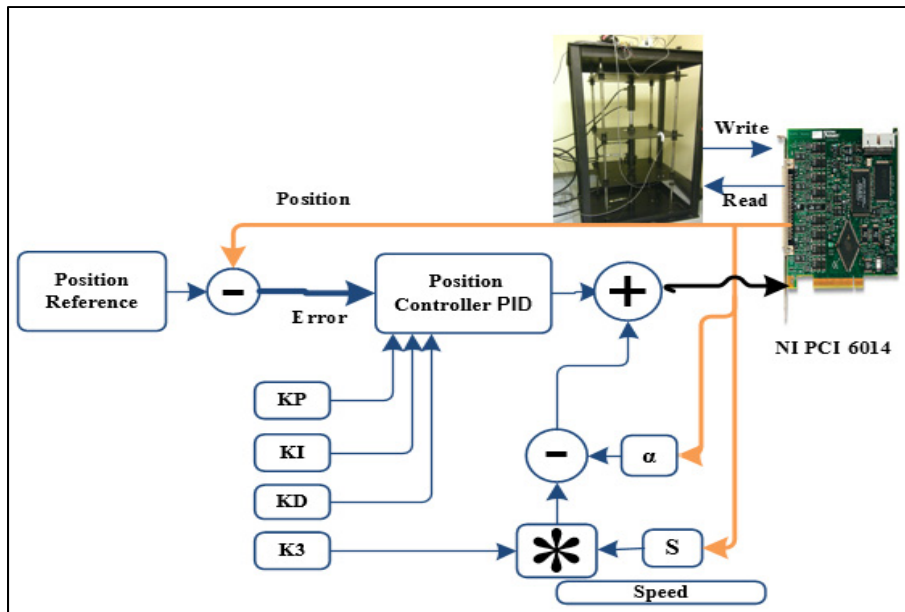 Write
Read
Position
Position
Reference
-
Error
Position
Controller PID
+
NI PCI 6014
KP
KI
KD
K3
-
α
*
S
Speed